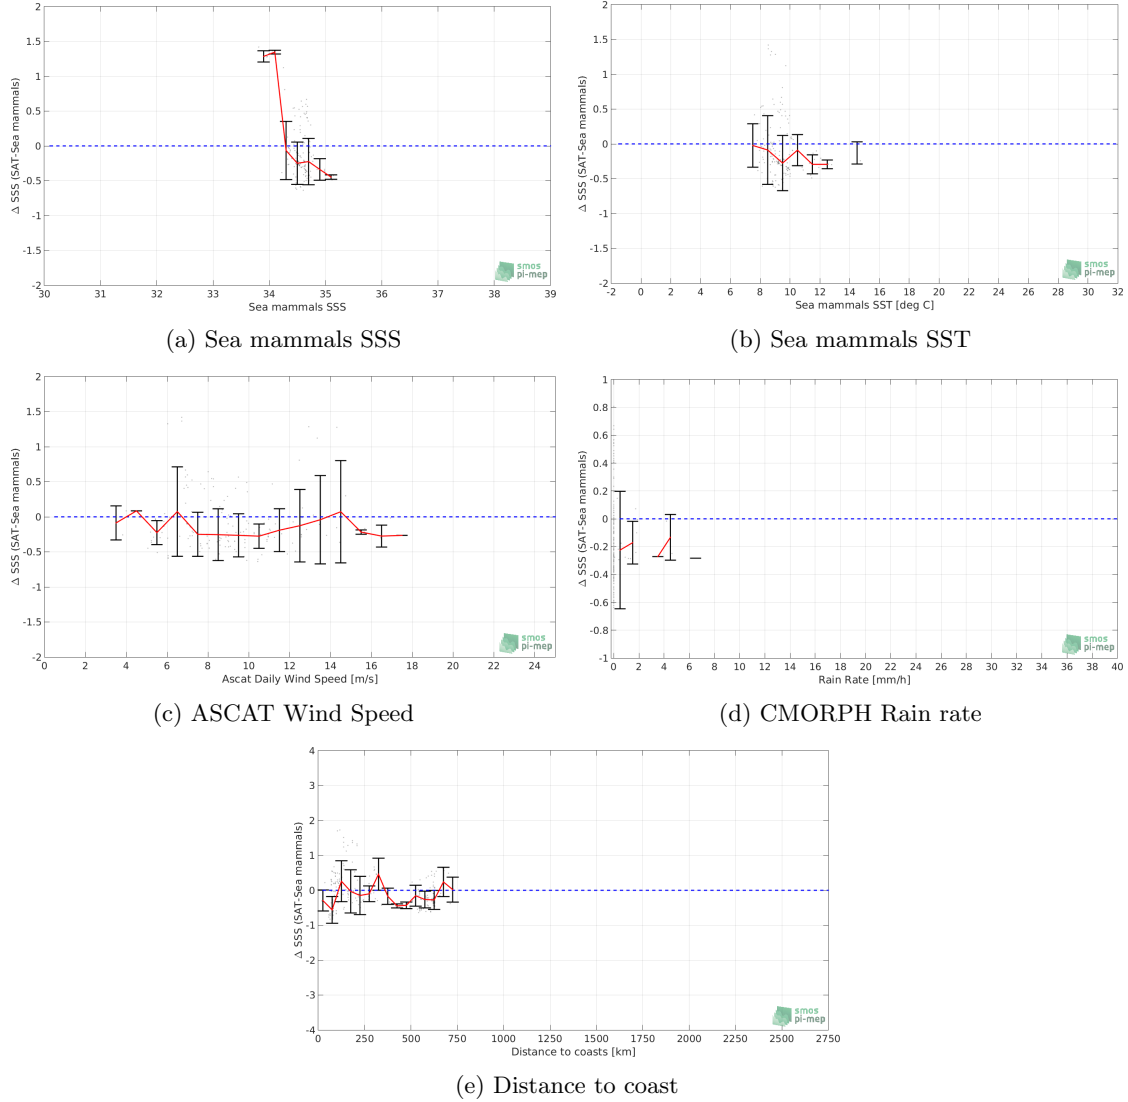 2
1.5
1
0.5
0
-0.5
-1
-1.5
-2
Δ SSS (SAT-Sea mammals)
30 31 32 33 34 35 36 37 38 39
Sea mammals SSS
smos
pi-mep
(a) Sea mammals SSS
2
1.5
1
0.5
0
-0.5
-1
-1.5
-2
Δ SSS (SAT-Sea mammals)
-2 0 2 4 6 8 10 12 14 16 18 20 22 24 26 28 30 32
Sea mammals SST [deg C]
smos
pi-mep
(b) Sea mammals SST
2
1.5
1
0.5
0
-0.5
-1
-1.5
-2
Δ SSS (SAT-Sea mammals)
0 2 4 6 8 10 12 14 16 18 20 22 24
Ascat Daily Wind Speed [m/s]
smos
pi-mep
(c) ASCAT Wind Speed
1
0.8
0.6
0.4
0.2
0
-0.2
-0.4
-0.6
-0.8
-1
Δ SSS (SAT-Sea mammals)
0 2 4 6 8 10 12 14 16 18 20 22 24 26 28 30 32 34 36 38 40
Rain Rate [mm/h]
smos
pi-mep
(d) CMORPH Rain rate
4
3
2
1
0
-1
-2
-3
-4
Δ SSS (SAT-Sea mammals)
0 250 500 750 1000 1250 1500 1750 2000 2250 2500 2750
Distance to coasts [km]
smos
pi-mep
(e) Distance to coast